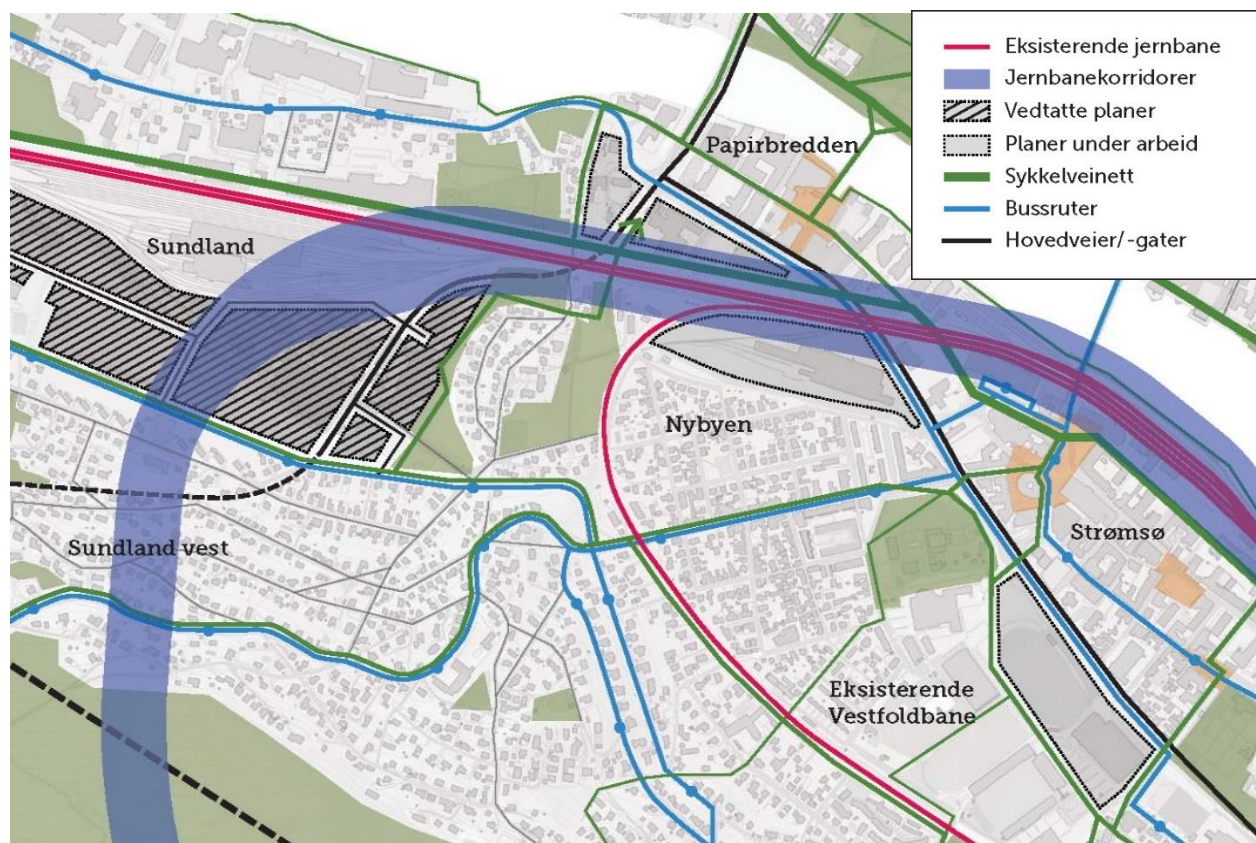 Eksisterende jernbane
Jernbanekorridorer
Vedtatte planer
Planer under arbeid
Sykkelveinett
Bussruter
Hovedveier/-gater
Papirbredden
Sundland
Nybyen
Strømsø
Sundland vest
Eksisterende
Vestfoldbane